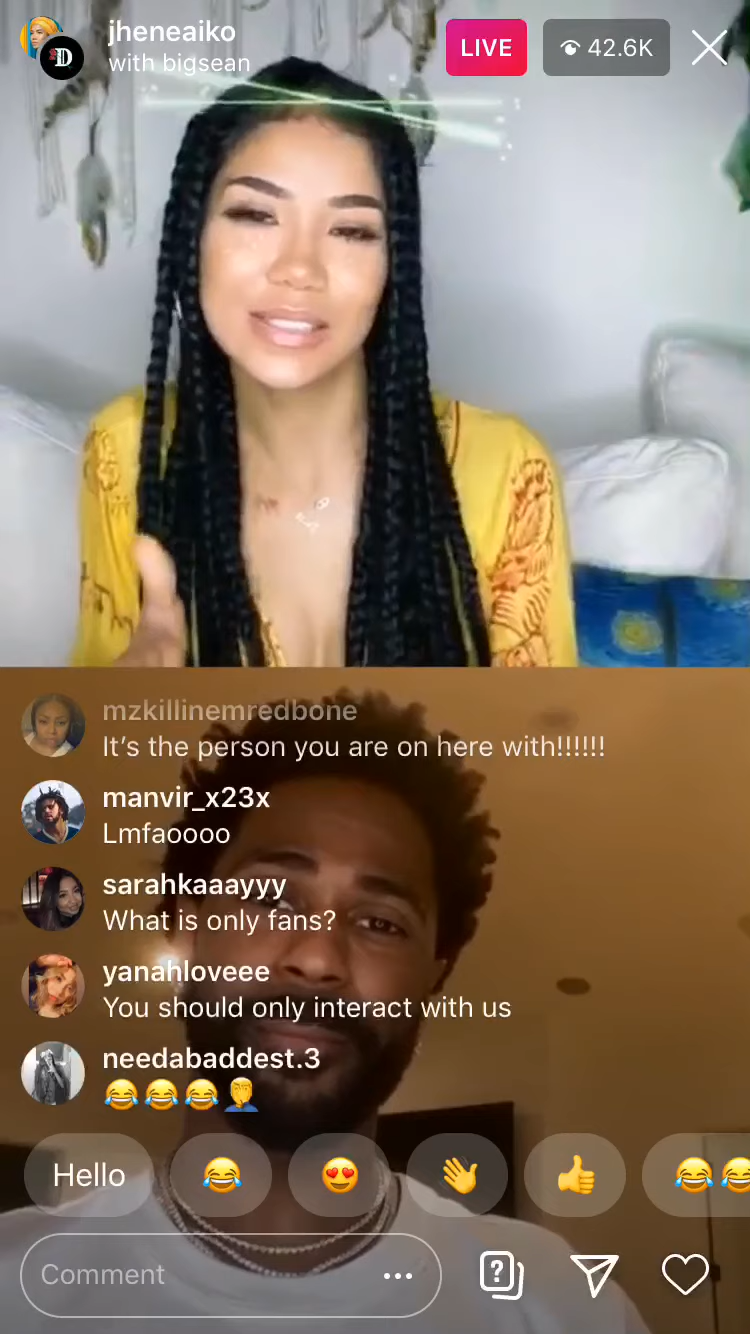 jheneaiko
with bigsean
LIVE
42.6K
D
mzkillinemredbone
It’s the person you are on here with!!!!!!
manvir_x23x
Lmfaoooo
sarahkaaayyy
What is only fans?
yanahloveee
You should only interact with us
needabaddest.3
😂😂😂🤦‍♂️
Hello 😂 😍 👋 👍 😂😂
Comment
?